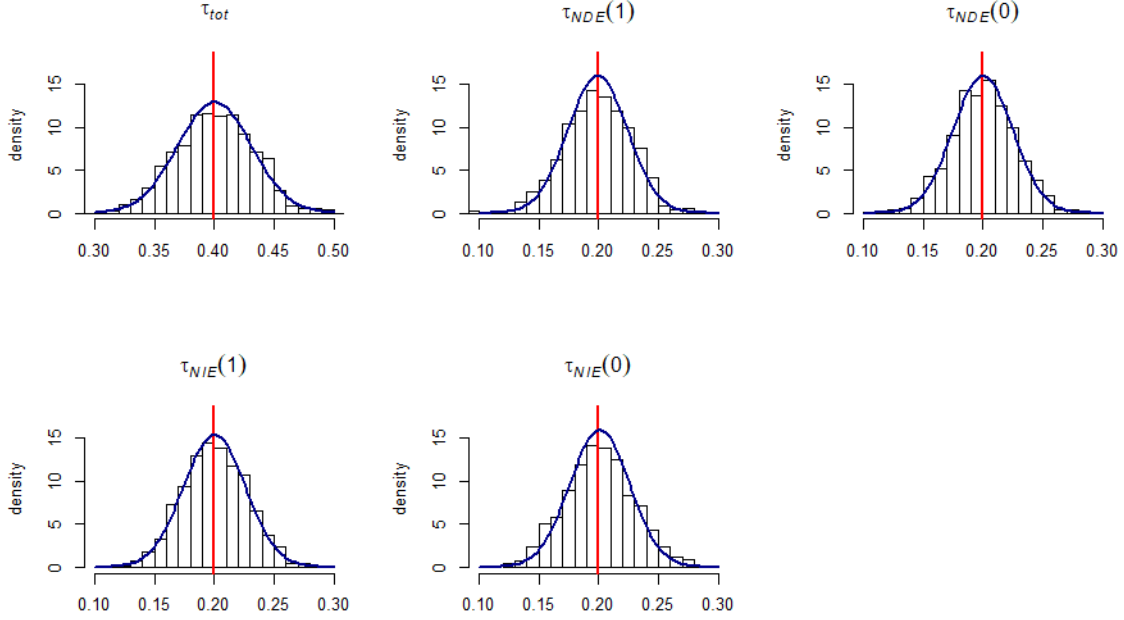 τtot τNDE(1) τNDE(0)
density density density
0 5 10 15 0 5 10 15 0 5 10 15
0.30 0.35 0.40 0.45 0.50 0.10 0.15 0.20 0.25 0.30 0.10 0.15 0.20 0.25 0.30
τNIE(1) τNIE(0)
density density
0 5 10 15 0 5 10 15
0.10 0.15 0.20 0.25 0.30 0.10 0.15 0.20 0.25 0.30